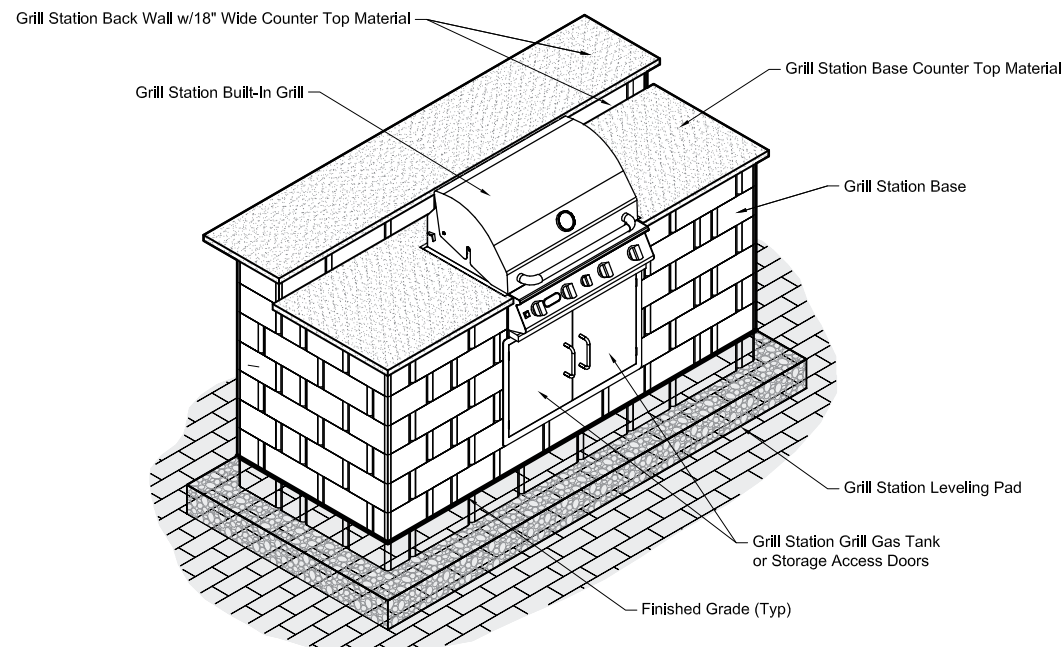 Grill Station Back Wall w/18" Wide Counter Top Material
Grill Station Base Counter Top Material
Grill Station Built-In Grill
Grill Station Base
Grill Station Leveling Pad
Grill Station Grill Gas Tank
or Storage Access Doors
Finished Grade (Typ)